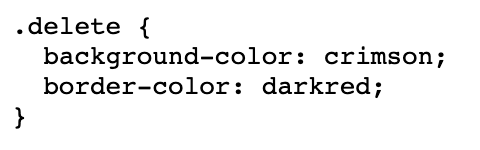 .delete {
  background-color: crimson;
  border-color: darkred;
}